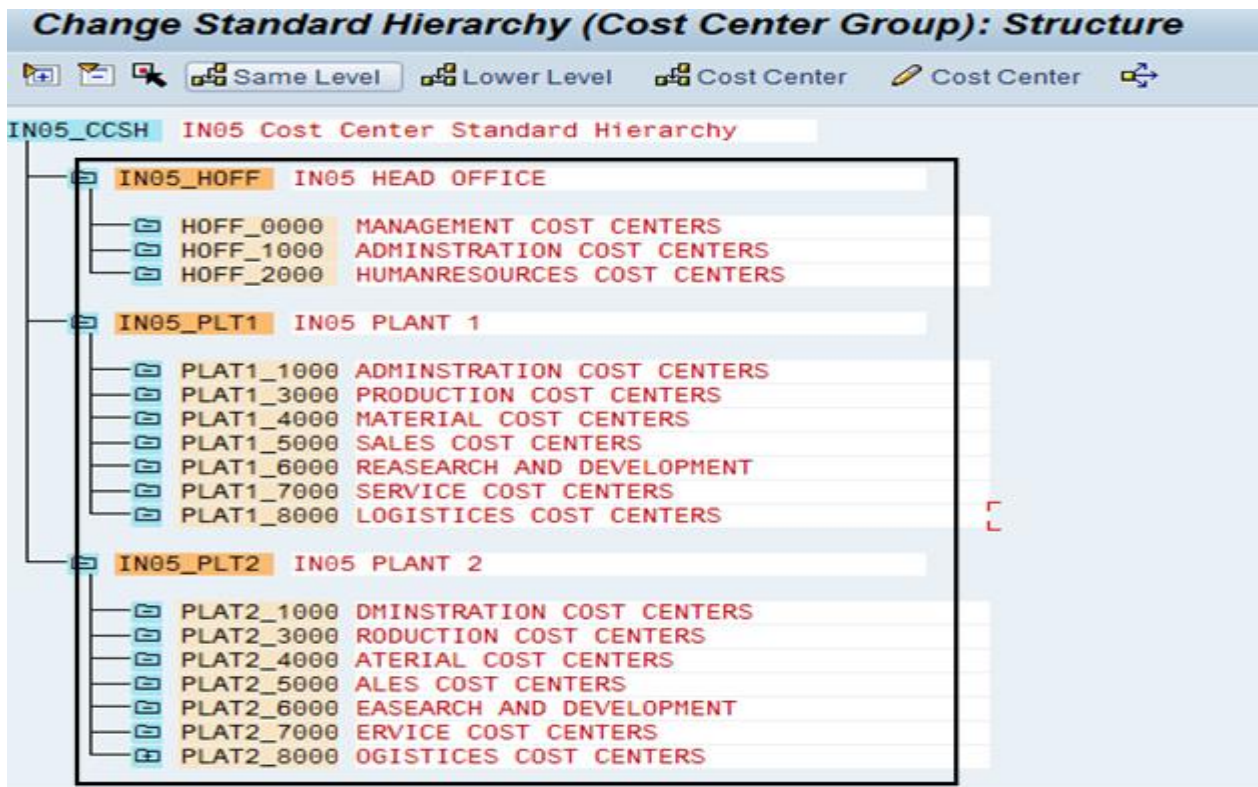 Change Standard Hierarchy (Cost Center Group): Structure
Same Level Lower Level Cost Center Cost Center
IN05_CCSH IN05 Cost Center Standard Hierarchy
IN05_HOFF IN05 HEAD OFFICE
HOFF_0000 MANAGEMENT COST CENTERS
HOFF_1000 ADMINSTRATION COST CENTERS
HOFF_2000 HUMANRESOURCES COST CENTERS
IN05_PLT1 IN05 PLANT 1
PLAT1_1000 ADMINSTRATION COST CENTERS
PLAT1_3000 PRODUCTION COST CENTERS
PLAT1_4000 MATERIAL COST CENTERS
PLAT1_5000 SALES COST CENTERS
PLAT1_6000 REASEARCH AND DEVELOPMENT
PLAT1_7000 SERVICE COST CENTERS
PLAT1_8000 LOGISTICES COST CENTERS
IN05_PLT2 IN05 PLANT 2
PLAT2_1000 DMINSTRATION COST CENTERS
PLAT2_3000 RODUCTION COST CENTERS
PLAT2_4000 ATERIAL COST CENTERS
PLAT2_5000 ALES COST CENTERS
PLAT2_6000 EASEARCH AND DEVELOPMENT
PLAT2_7000 ERVICE COST CENTERS
PLAT2_8000 OGISTICES COST CENTERS